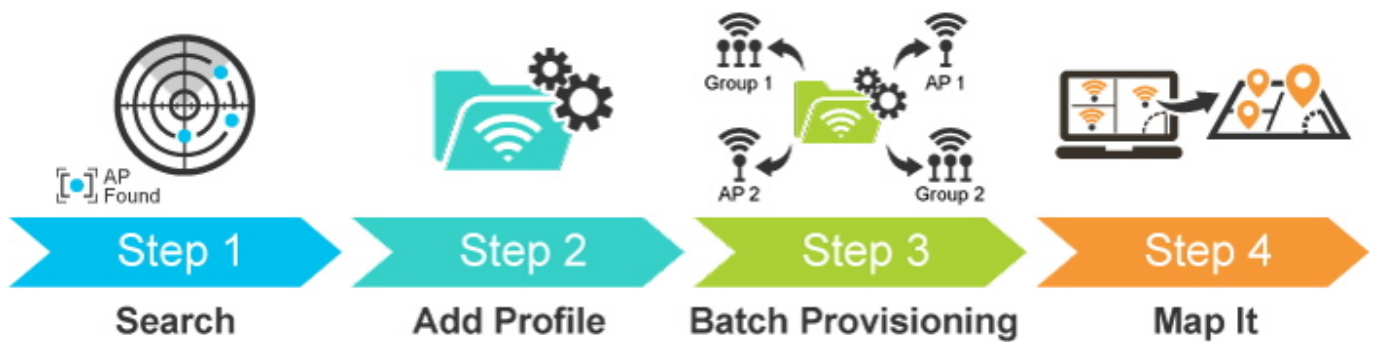 AP
Found
Group 1
AP 1
AP 2
Group 2
Step 1
Step 2
Step 3
Step 4
Search
Add Profile
Batch Provisioning
Map It